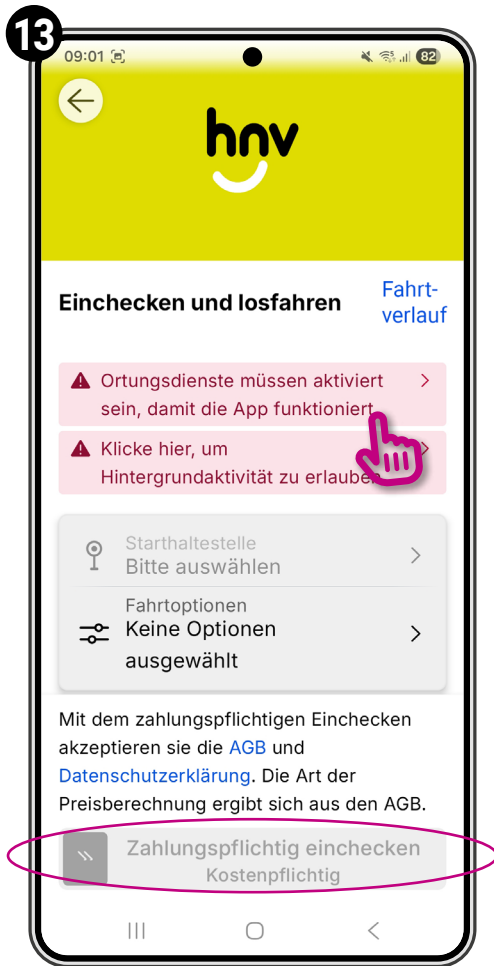 13
09:01
82
hnv
Einchecken und losfahren
Fahrt-
verlauf
Ortungsdienste müssen aktiviert
sein, damit die App funktioniert
Klicke hier, um
Hintergrundaktivität zu erlauben
Starthaltestelle
Bitte auswählen
Fahrtoptionen
Keine Optionen
ausgewählt
Mit dem zahlungspflichtigen Einchecken
akzeptieren sie die AGB und
Datenschutzerklärung. Die Art der
Preisberechnung ergibt sich aus den AGB.
Zahlungspflichtig einchecken
Kostenpflichtig